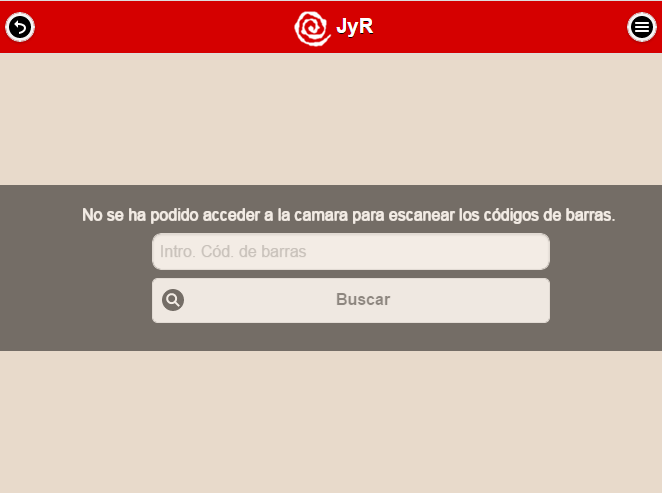 JyR
No se ha podido acceder a la camara para escanear los códigos de barras.
Intro. Cód. de barras
Buscar